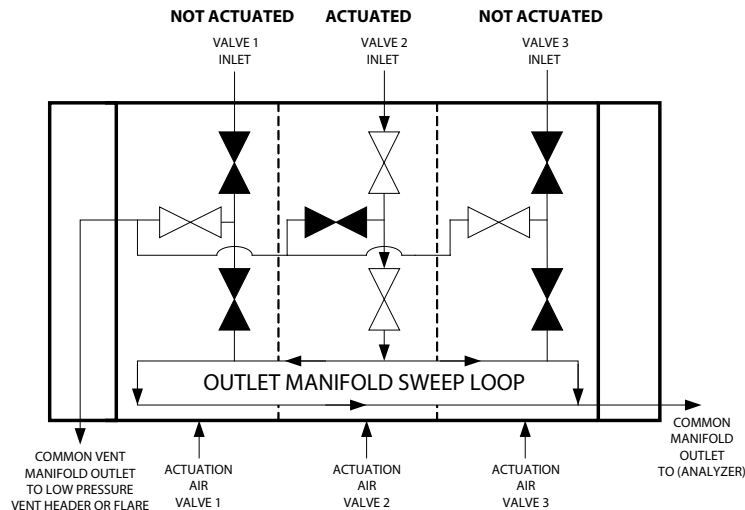 NOT ACTUATED
ACTUATED
NOT ACTUATED
VALVE 1
INLET
VALVE 2
INLET
VALVE 3
INLET
OUTLET MANIFOLD SWEEP LOOP
COMMON VENT
MANIFOLD OUTLET
TO LOW PRESSURE
VENT HEADER OR FLARE
ACTUATION
AIR
VALVE 1
ACTUATION
AIR
VALVE 2
ACTUATION
AIR
VALVE 3
COMMON
MANIFOLD
OUTLET
TO (ANALYZER)